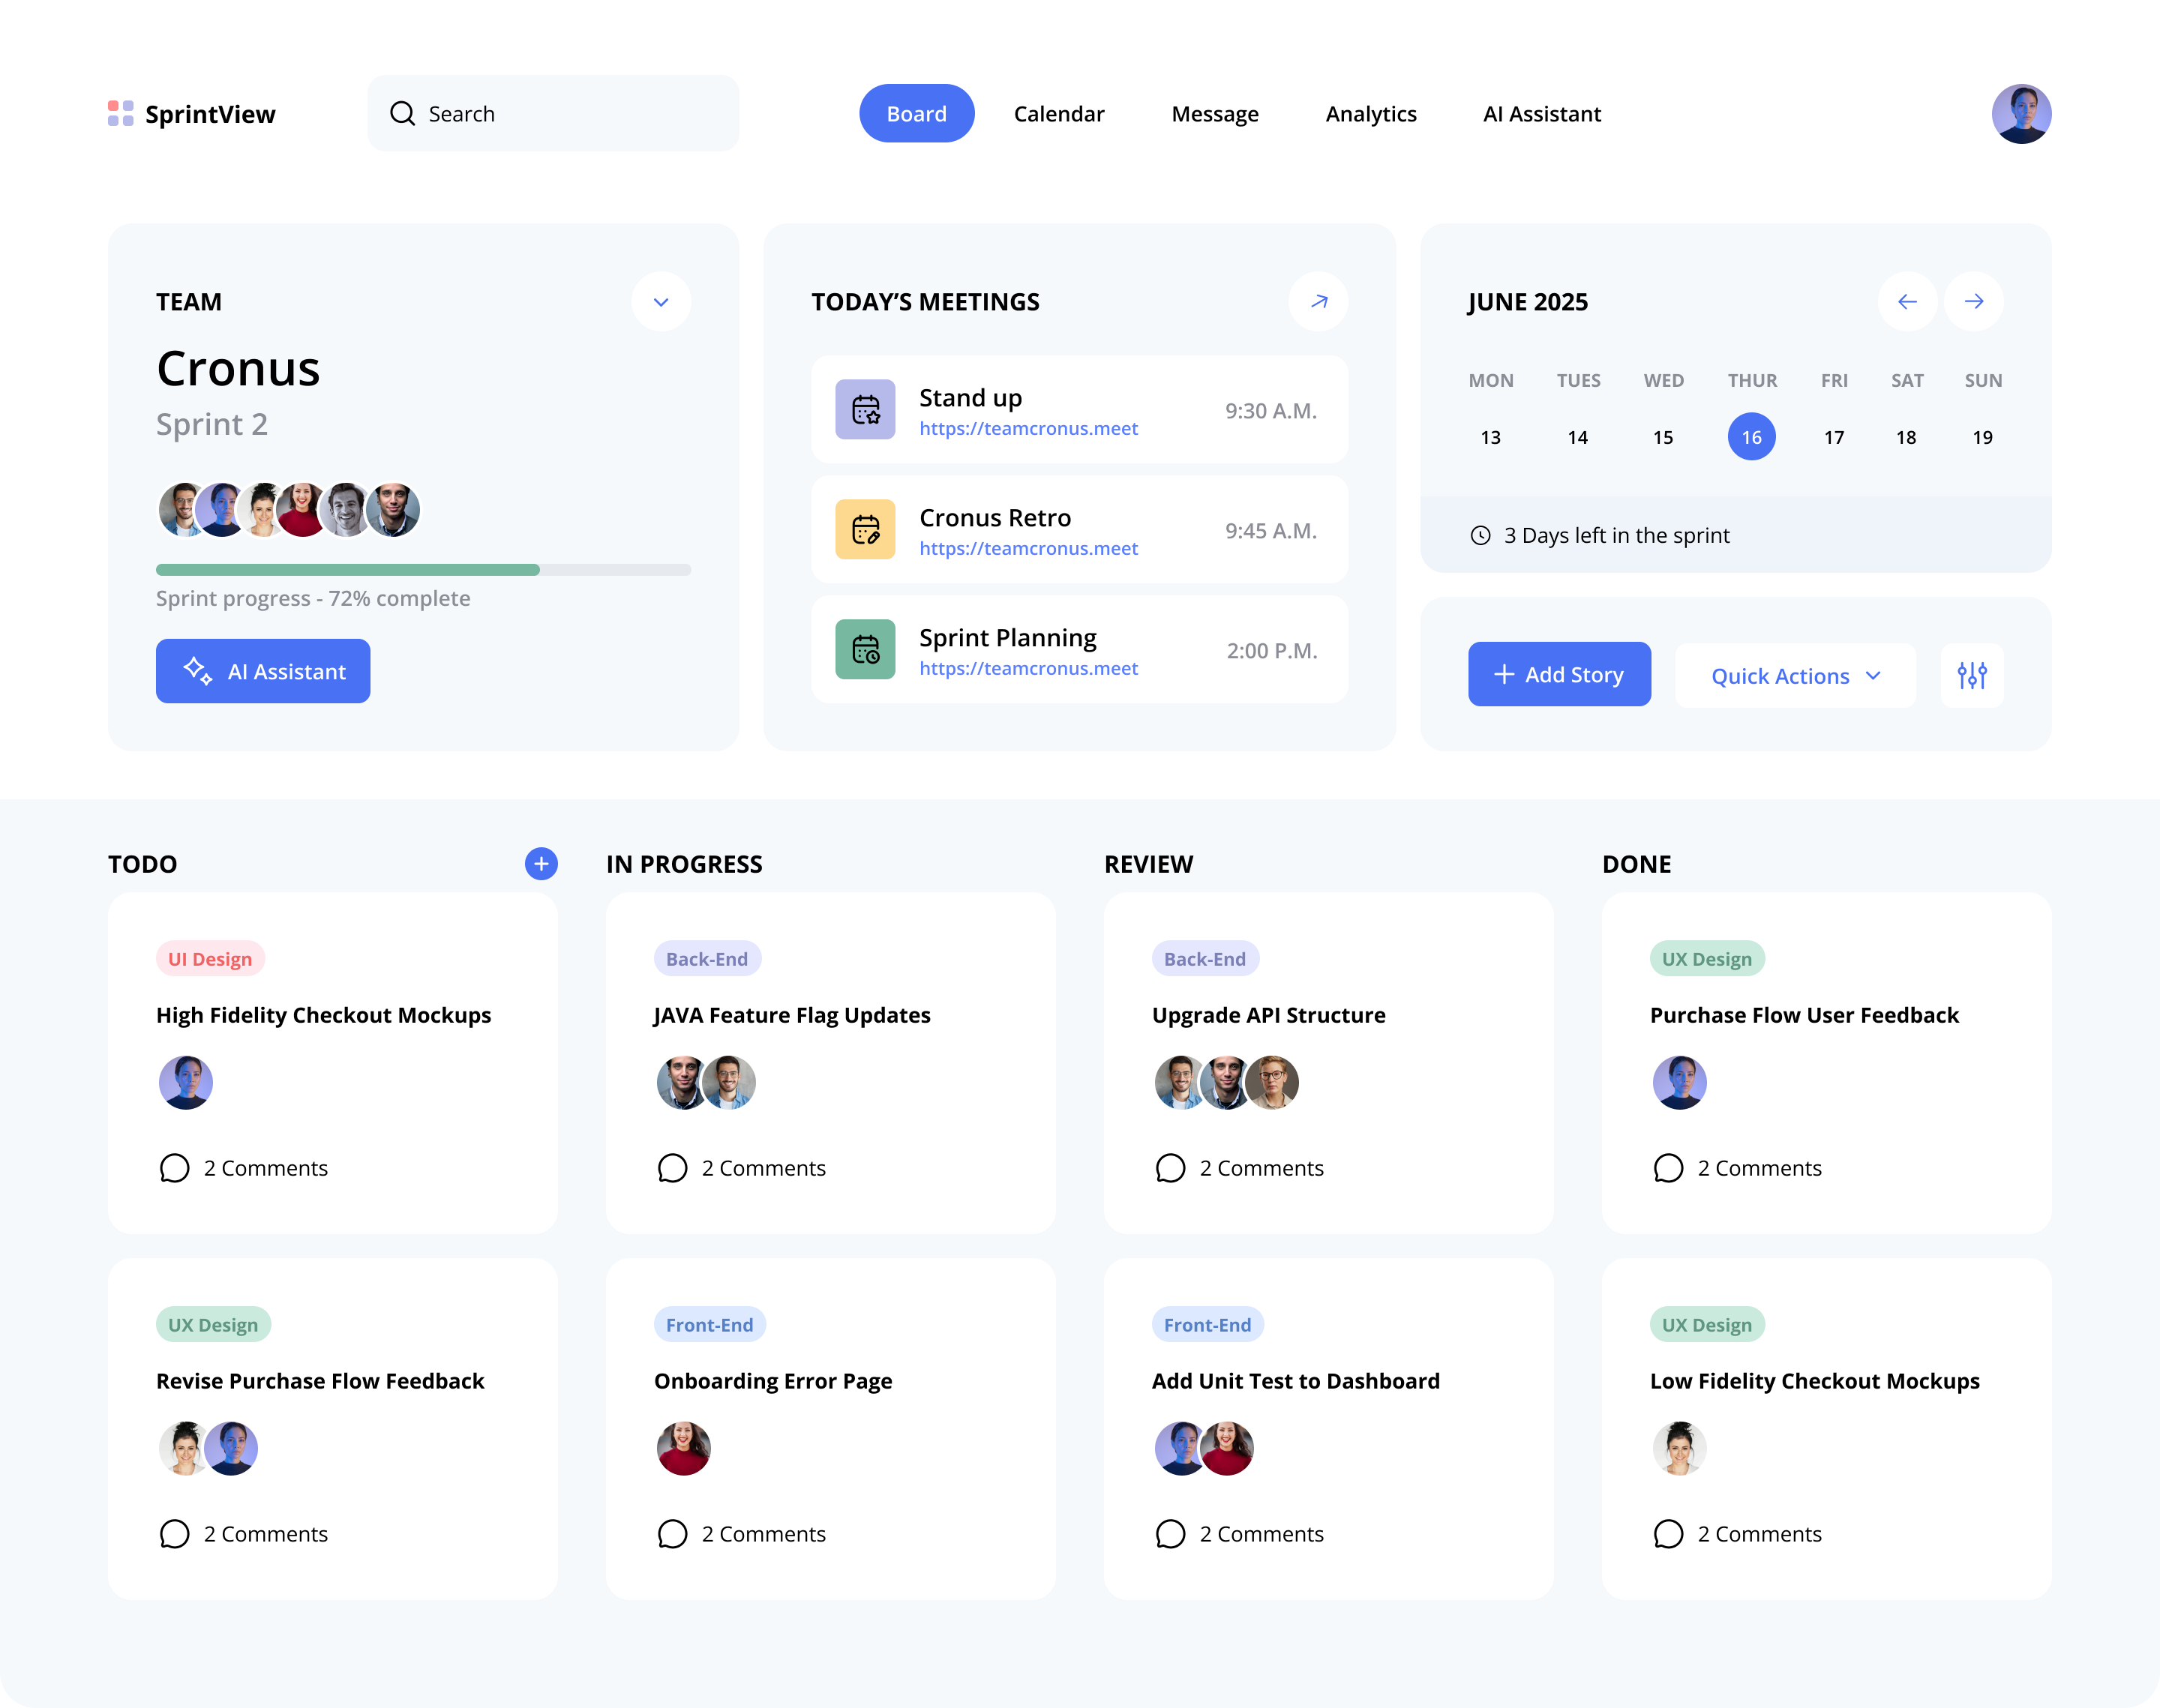 SprintView
Search
Board
Calendar
Message
Analytics
AI Assistant
TEAM
Cronus
Sprint 2
Sprint progress - 72% complete
AI Assistant
TODAY’S MEETINGS
Stand up
https://teamcronus.meet
9:30 A.M.
Cronus Retro
https://teamcronus.meet
9:45 A.M.
Sprint Planning
https://teamcronus.meet
2:00 P.M.
JUNE 2025
MON TUES WED THUR FRI SAT SUN
13 14 15 16 17 18 19
3 Days left in the sprint
Add Story
Quick Actions
TODO
UI Design
High Fidelity Checkout Mockups
2 Comments
UX Design
Revise Purchase Flow Feedback
2 Comments
IN PROGRESS
Back-End
JAVA Feature Flag Updates
2 Comments
Front-End
Onboarding Error Page
2 Comments
REVIEW
Back-End
Upgrade API Structure
2 Comments
Front-End
Add Unit Test to Dashboard
2 Comments
DONE
UX Design
Purchase Flow User Feedback
2 Comments
UX Design
Low Fidelity Checkout Mockups
2 Comments